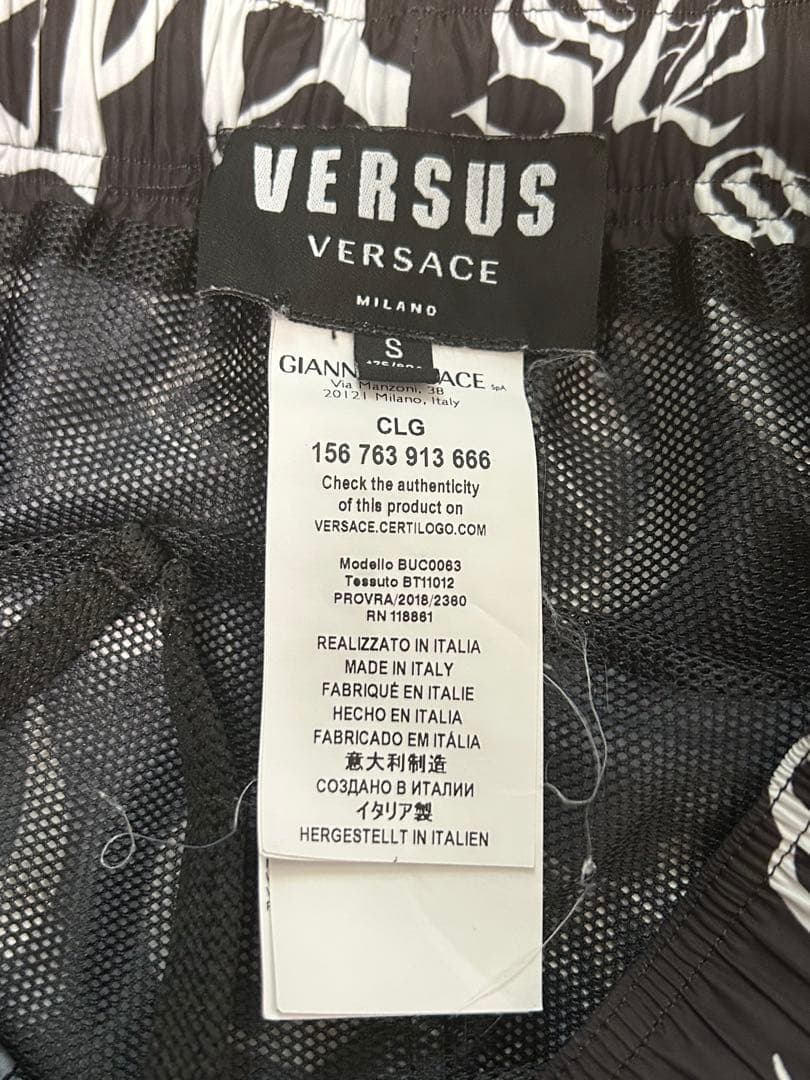 VERSUS
VERSACE
MILANO
S
GIANN ACE SpA
Via Manzoni, 38
20121 Milano, Italy
CLG
156 763 913 666
Check the authenticity
of this product on
VERSACE.CERTILOGO.COM
Modello BUC0063
Tessuto BT11012
PROVRA/2018/2360
RN 118861
REALIZZATO IN ITALIA
MADE IN ITALY
FABRIQUÉ EN ITALIE
HECHO EN ITALIA
FABRICADO EM ITÁLIA
意大利制造
СОЗДАНО В ИТАЛИИ
イタリア製
HERGESTELLT IN ITALIEN